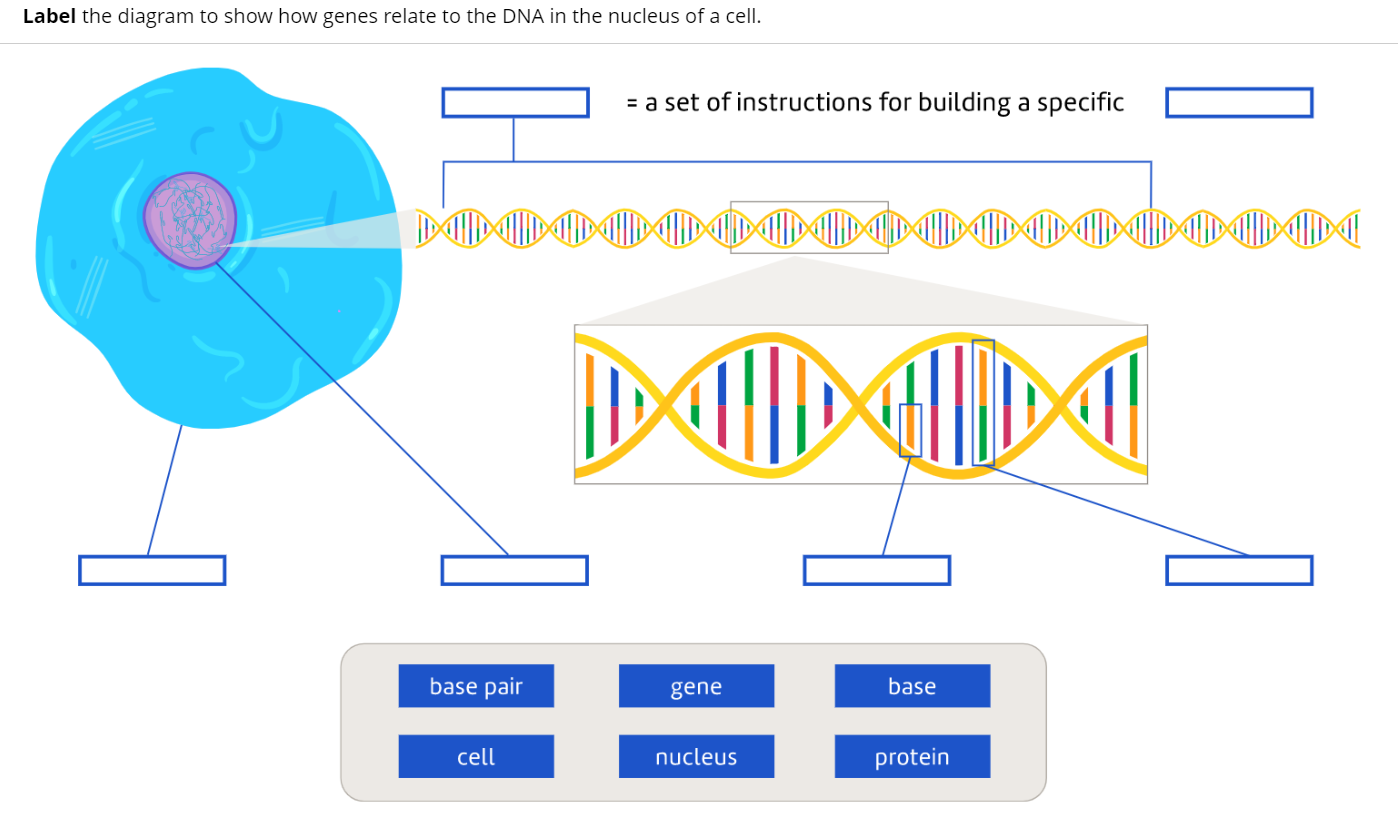 Label the diagram to show how genes relate to the DNA in the nucleus of a cell.
= a set of instructions for building a specific
base pair
gene
base
cell
nucleus
protein